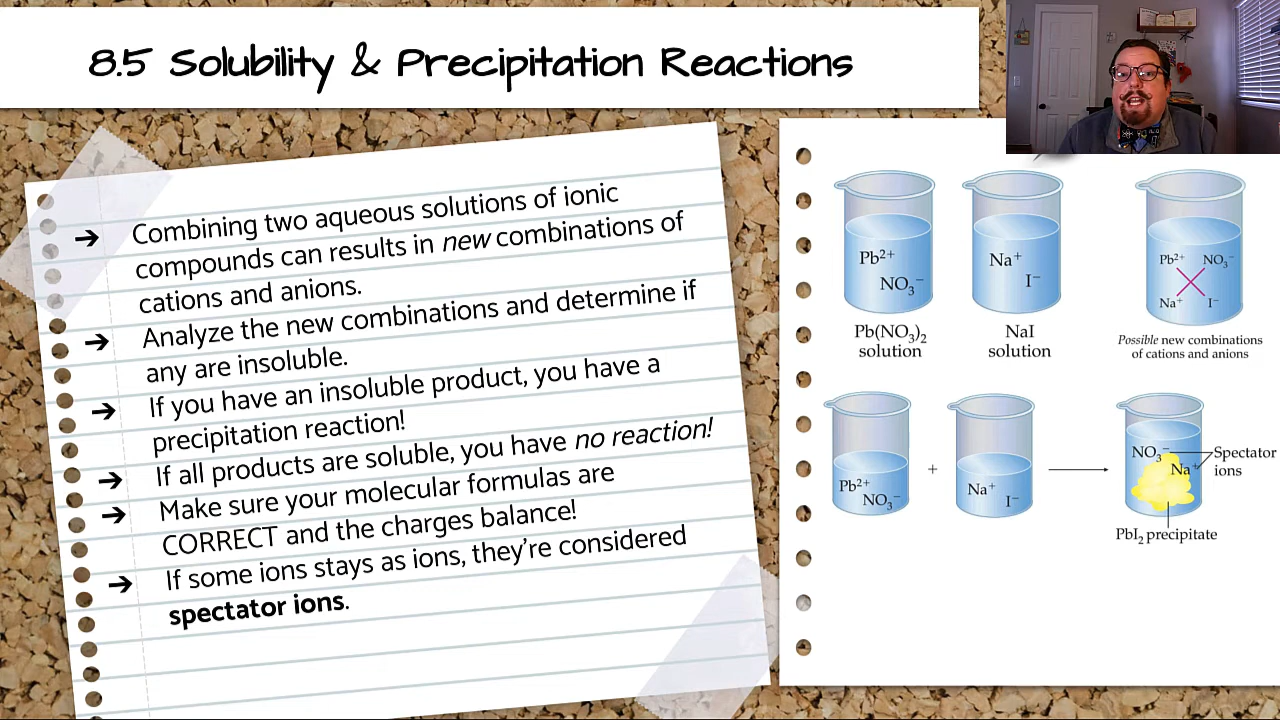 8.5 Solubility & Precipitation Reactions
➔ Combining two aqueous solutions of ionic
compounds can results in new combinations of
cations and anions.
➔ Analyze the new combinations and determine if
any are insoluble.
➔ If you have an insoluble product, you have a
precipitation reaction!
➔ If all products are soluble, you have no reaction!
➔ Make sure your molecular formulas are
CORRECT and the charges balance!
➔ If some ions stays as ions, they're considered
spectator ions.
Pb²⁺
NO₃⁻
Pb(NO₃)₂
solution
Na⁺
I⁻
NaI
solution
Pb²⁺ NO₃⁻
Na⁺ I⁻
Possible new combinations
of cations and anions
Pb²⁺
NO₃⁻
+
Na⁺
I⁻
NO₃⁻
Na⁺
Spectator
ions
PbI₂ precipitate